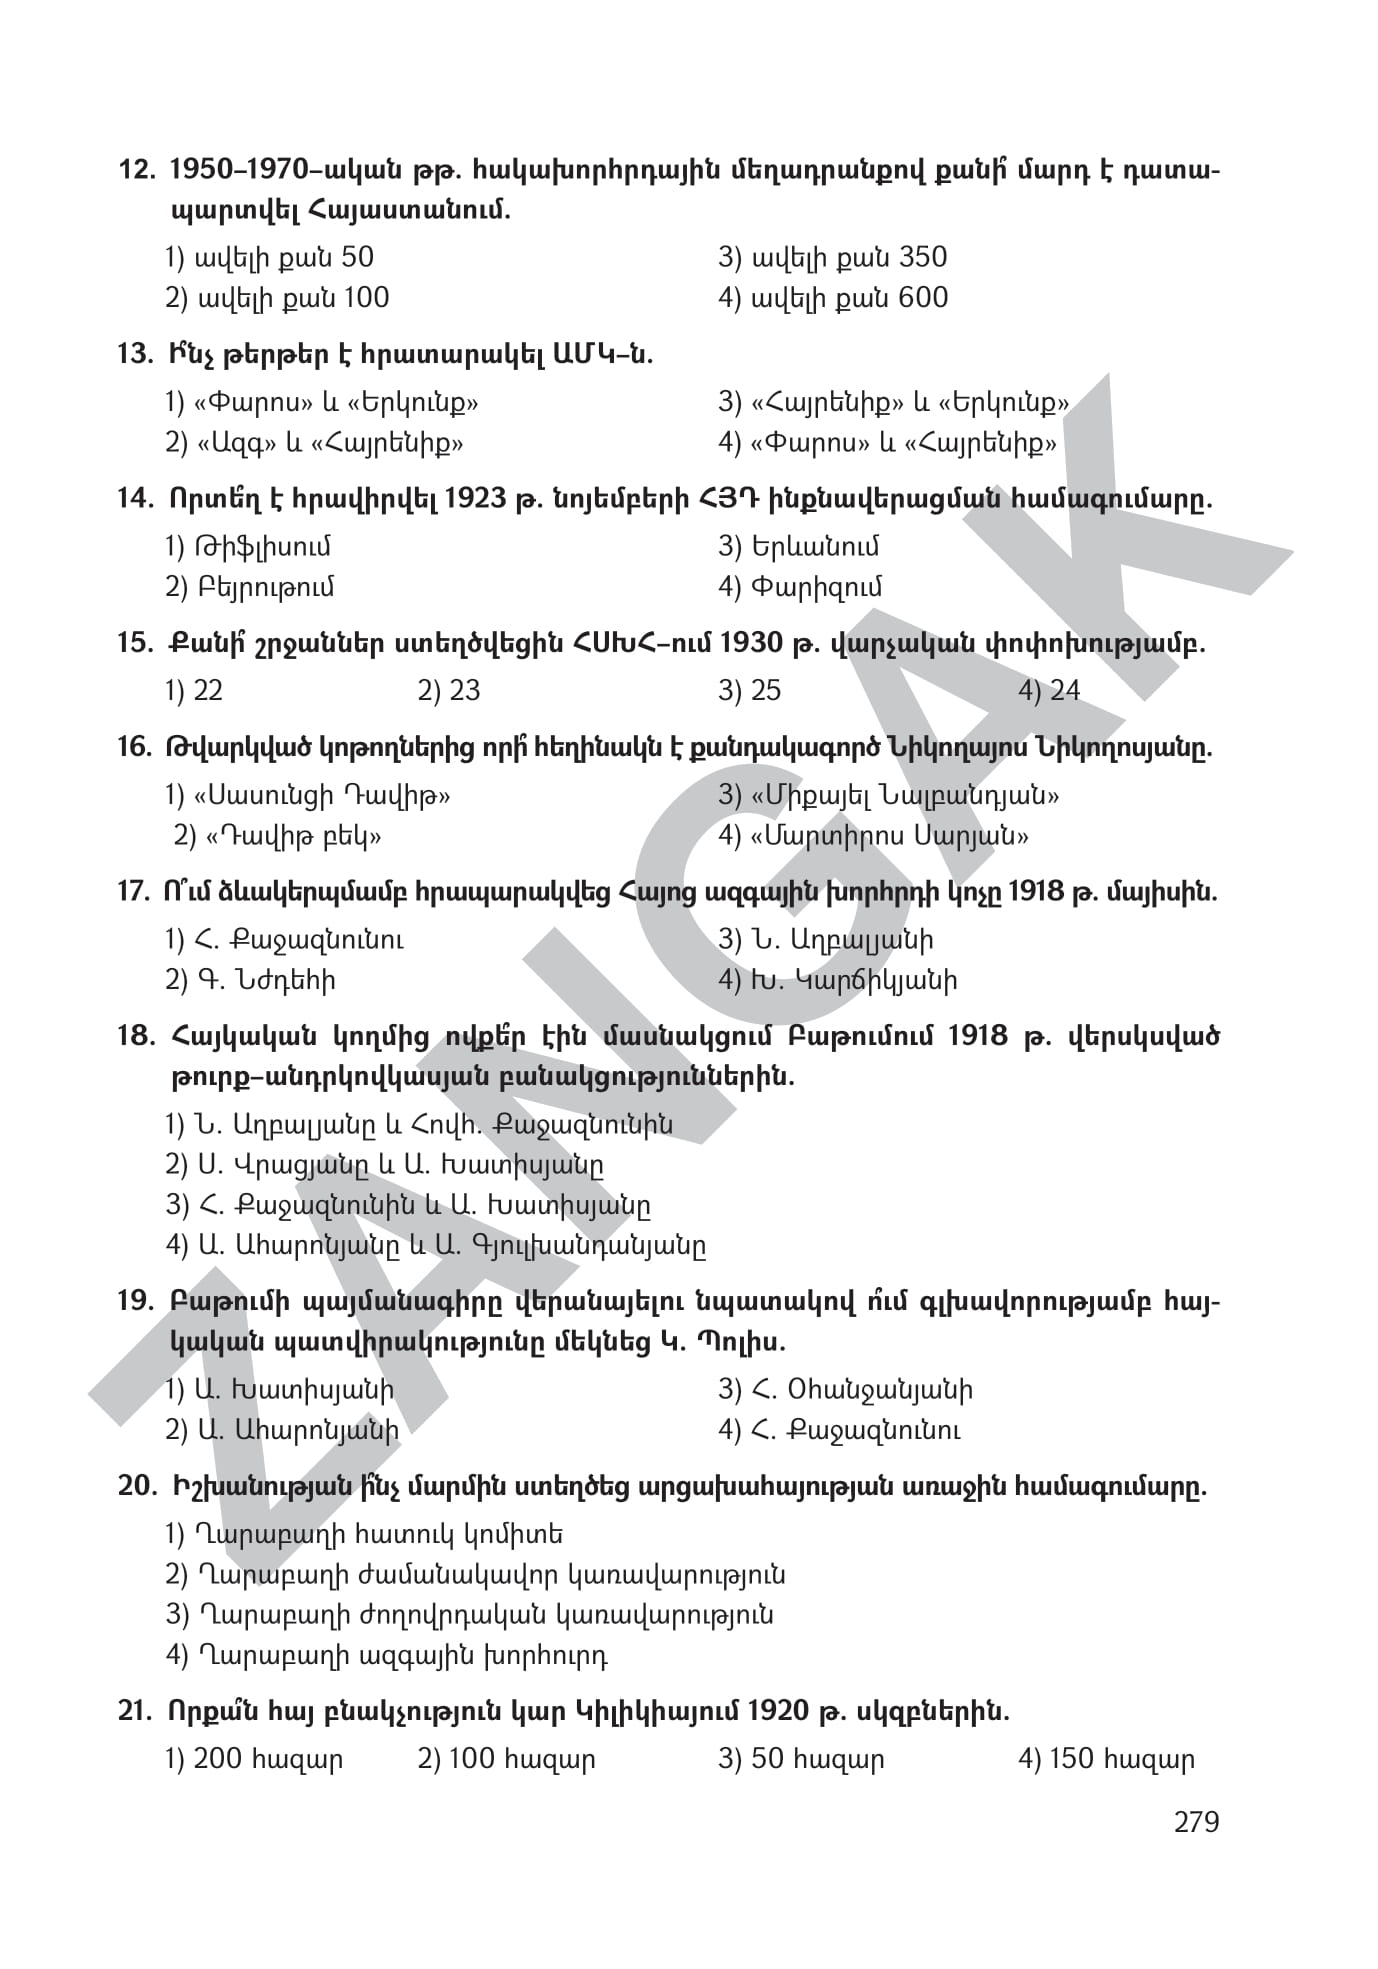 12. 1950–1970–ական թթ. հակախորհրդային մեղադրանքով քանի՞ մարդ է դատա-
պարտվել Հայաստանում.
1) ավելի քան 50 3) ավելի քան 350
2) ավելի քան 100 4) ավելի քան 600
13. Ի՞նչ թերթեր է հրատարակել ԱՄԿ–ն.
1) «Փարոս» և «Երկունք» 3) «Հայրենիք» և «Երկունք»
2) «Ազգ» և «Հայրենիք» 4) «Փարոս» և «Հայրենիք»
14. Որտե՞ղ է հրավիրվել 1923 թ. նոյեմբերի ՀՅԴ ինքնավերացման համագումարը.
1) Թիֆլիսում 3) Երևանում
2) Բեյրութում 4) Փարիզում
15. Քանի՞ շրջաններ ստեղծվեցին ՀՍԽՀ–ում 1930 թ. վարչական փոփոխությամբ.
1) 22 2) 23 3) 25 4) 24
16. Թվարկված կոթողներից որի՞ հեղինակն է քանդակագործ Նիկողայոս Նիկողոսյանը.
1) «Սասունցի Դավիթ» 3) «Միքայել Նալբանդյան»
2) «Դավիթ բեկ» 4) «Մարտիրոս Սարյան»
17. Ո՞ւմ ձևակերպմամբ հրապարակվեց Հայոց ազգային խորհրդի կոչը 1918 թ. մայիսին.
1) Հ. Քաջազնունու 3) Ն. Աղբալյանի
2) Գ. Նժդեհի 4) Խ. Կարճիկյանի
18. Հայկական կողմից ովքե՞ր էին մասնակցում Բաթումում 1918 թ. վերսկսված
թուրք–անդրկովկասյան բանակցություններին.
1) Ն. Աղբալյանը և Հովհ. Քաջազնունին
2) Ս. Վրացյանը և Ա. Խատիսյանը
3) Հ. Քաջազնունին և Ա. Խատիսյանը
4) Ա. Ահարոնյանը և Ա. Գյուլխանդանյանը
19. Բաթումի պայմանագիրը վերանայելու նպատակով ո՞ւմ գլխավորությամբ հայ-
կական պատվիրակությունը մեկնեց Կ. Պոլիս.
1) Ա. Խատիսյանի 3) Հ. Օհանջանյանի
2) Ա. Ահարոնյանի 4) Հ. Քաջազնունու
20. Իշխանության ի՞նչ մարմին ստեղծեց արցախահայության առաջին համագումարը.
1) Ղարաբաղի հատուկ կոմիտե
2) Ղարաբաղի ժամանակավոր կառավարություն
3) Ղարաբաղի ժողովրդական կառավարություն
4) Ղարաբաղի ազգային խորհուրդ
21. Որքա՞ն հայ բնակչություն կար Կիլիկիայում 1920 թ. սկզբներին.
1) 200 հազար 2) 100 հազար 3) 50 հազար 4) 150 հազար
279
ZANGAK